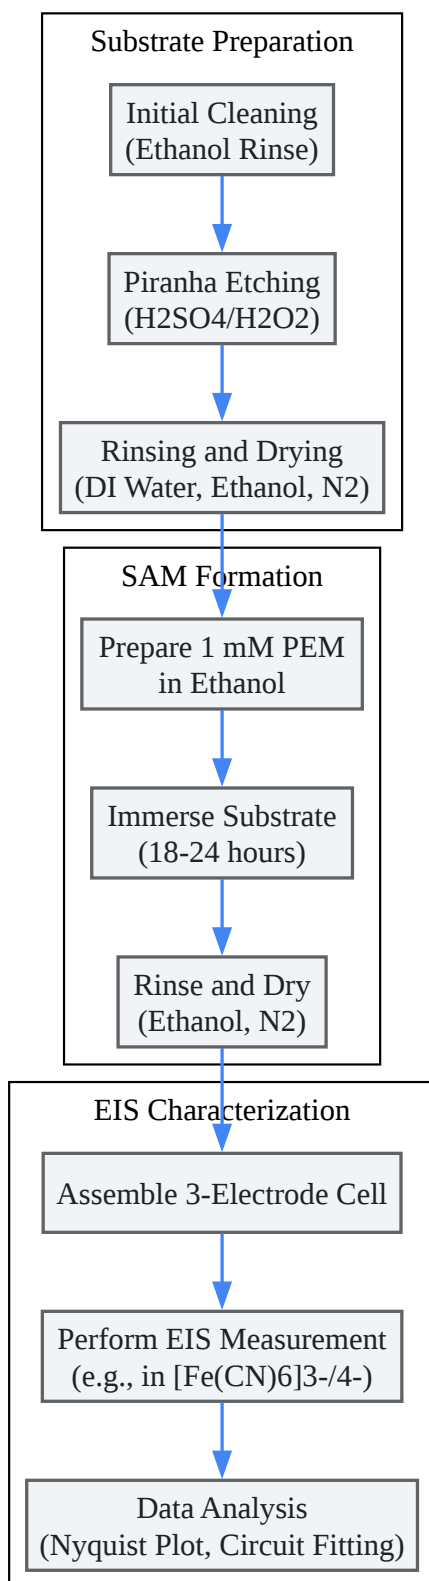 Substrate Preparation
Initial Cleaning
(Ethanol Rinse)
Piranha Etching
(H2SO4/H2O2)
Rinsing and Drying
(DI Water, Ethanol, N2)
SAM Formation
Prepare 1 mM PEM
in Ethanol
Immerse Substrate
(18-24 hours)
Rinse and Dry
(Ethanol, N2)
EIS Characterization
Assemble 3-Electrode Cell
Perform EIS Measurement
(e.g., in [Fe(CN)6]3-/4-)
Data Analysis
(Nyquist Plot, Circuit Fitting)